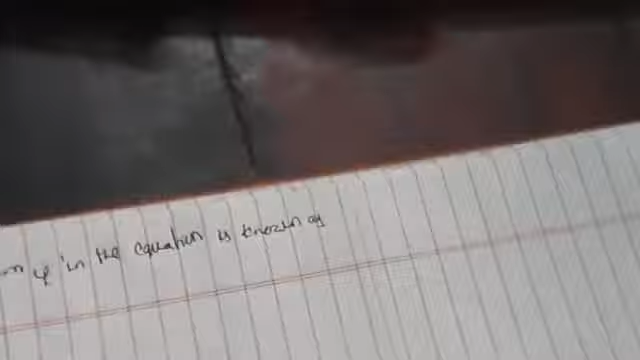 in the equation is known as